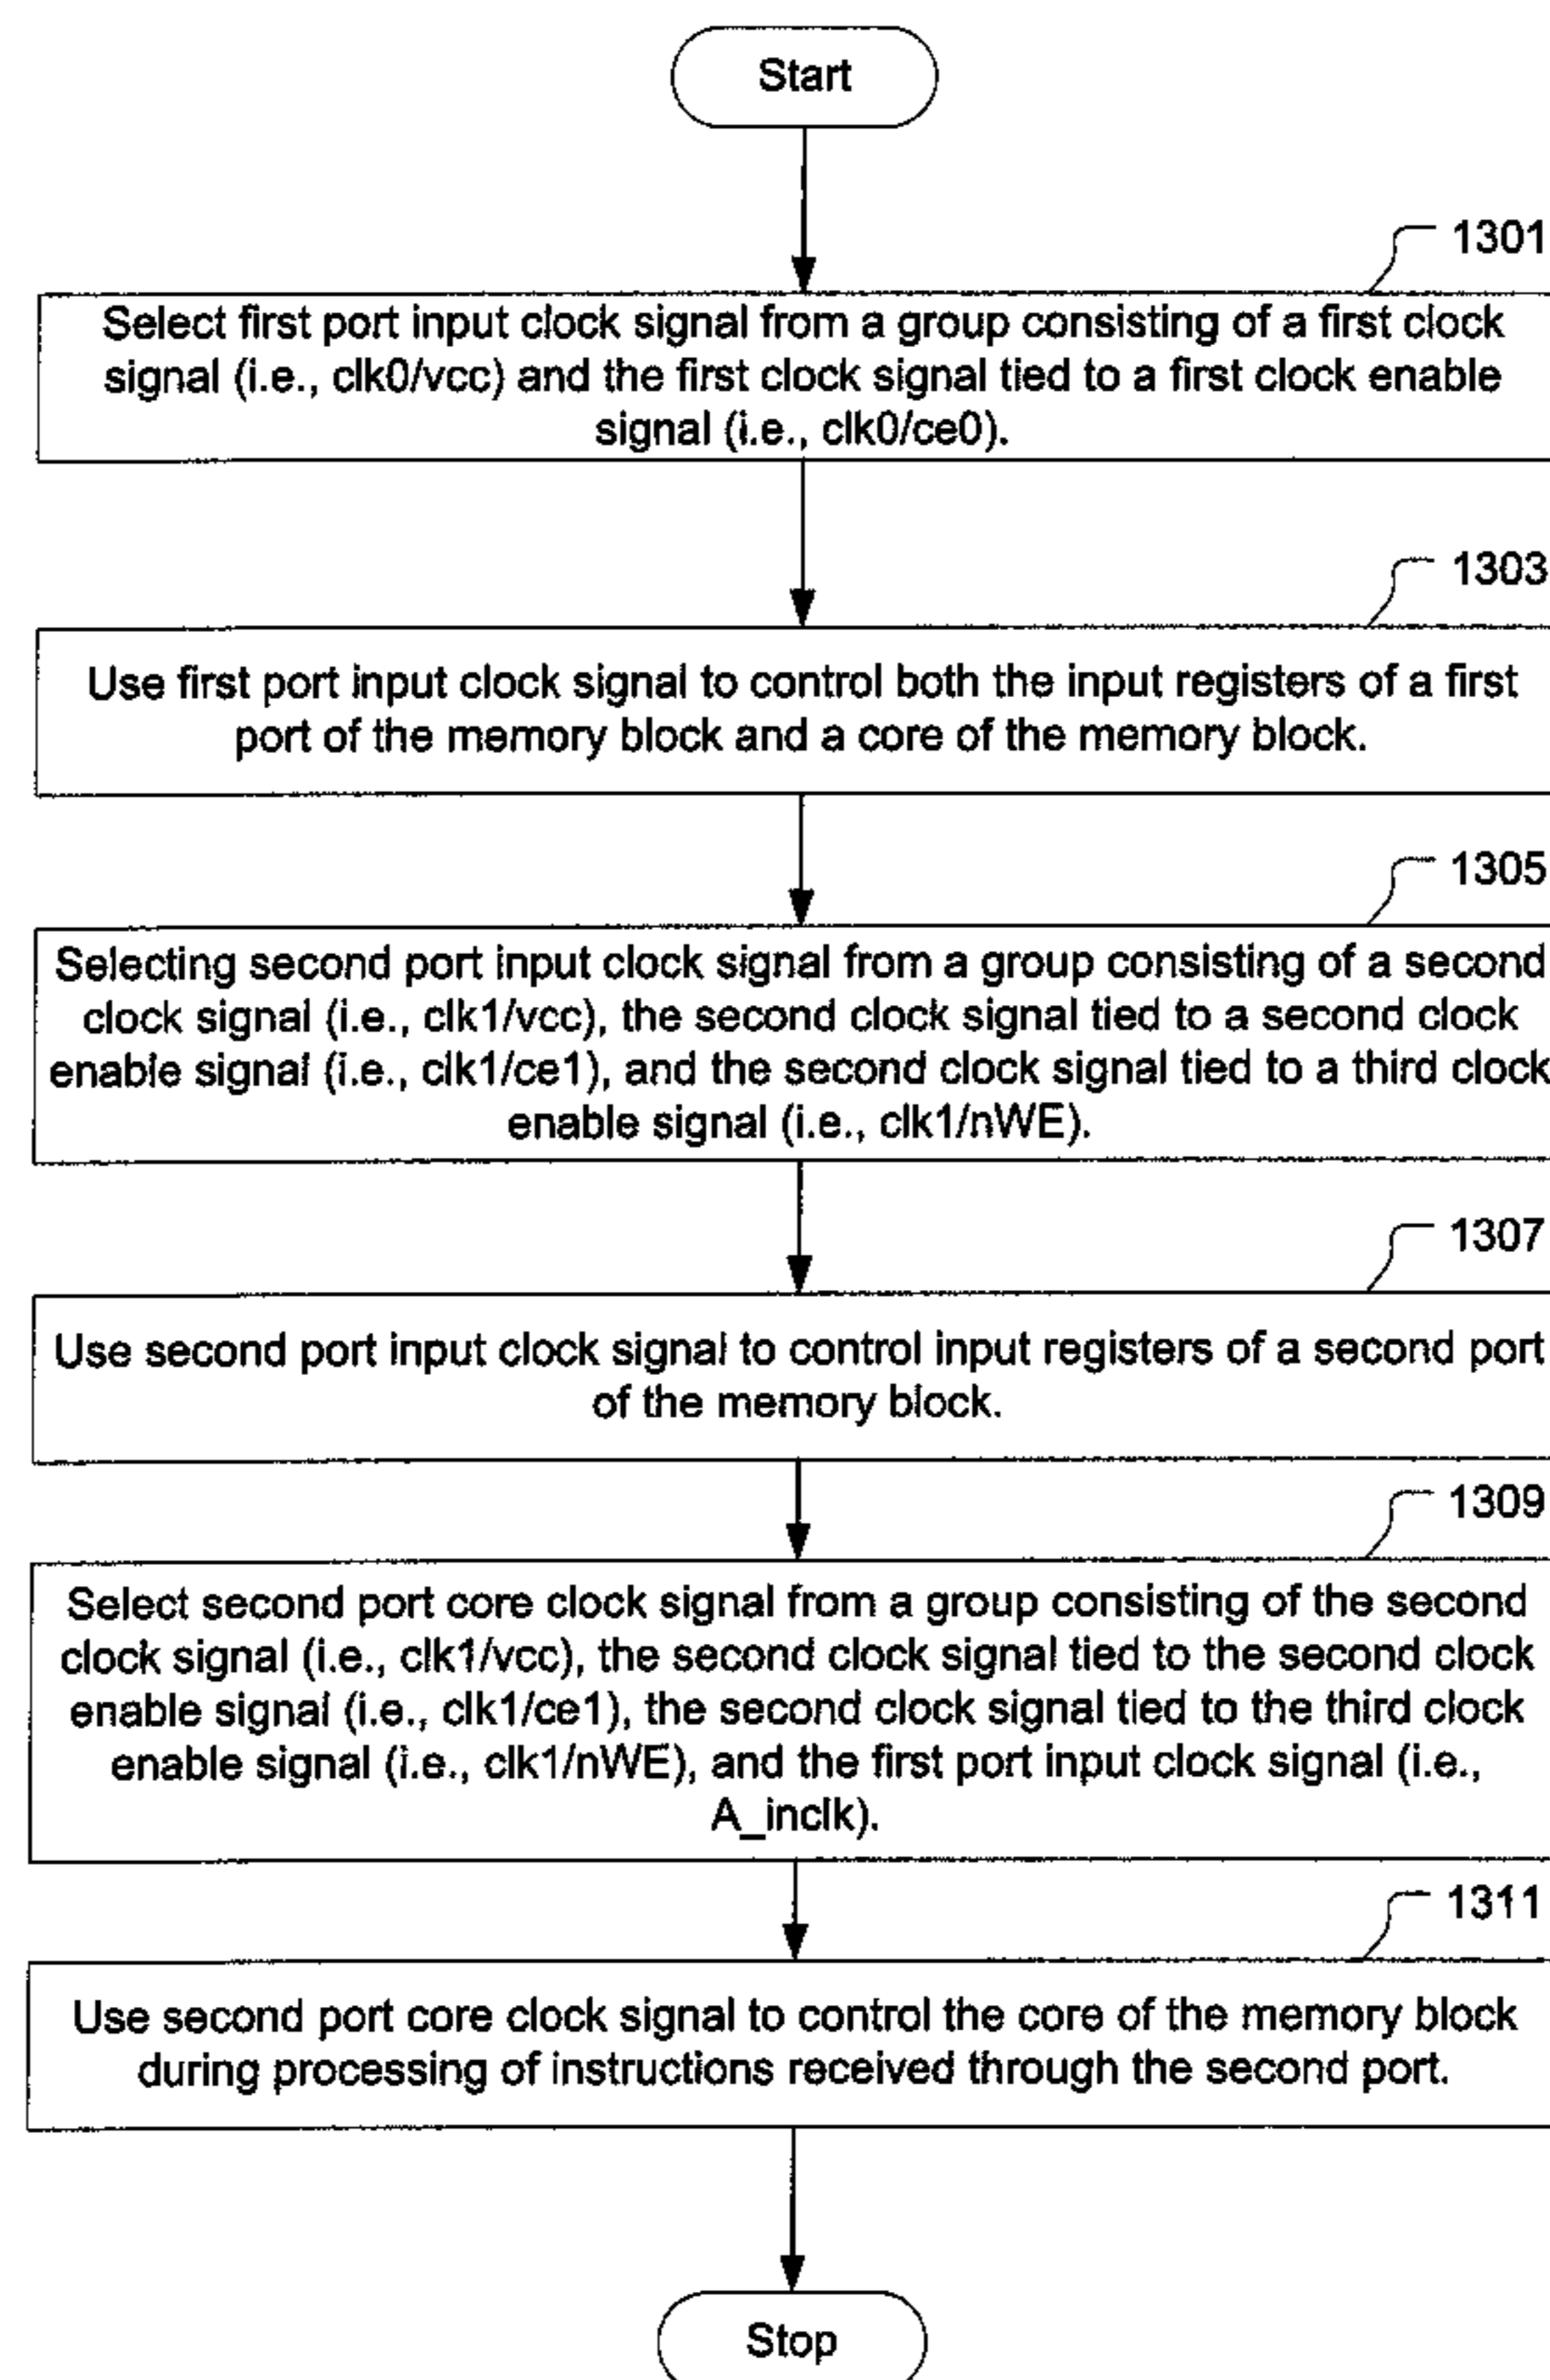 Start
1301
Select first port input clock signal from a group consisting of a first clock
signal (i.e., clk0/vcc) and the first clock signal tied to a first clock enable
signal (i.e., clk0/ce0).
1303
Use first port input clock signal to control both the input registers of a first
port of the memory block and a core of the memory block.
1305
Selecting second port input clock signal from a group consisting of a second
clock signal (i.e., clk1/vcc), the second clock signal tied to a second clock
enable signal (i.e., clk1/ce1), and the second clock signal tied to a third clock
enable signal (i.e., clk1/nWE).
1307
Use second port input clock signal to control input registers of a second port
of the memory block.
1309
Select second port core clock signal from a group consisting of the second
clock signal (i.e., clk1/vcc), the second clock signal tied to the second clock
enable signal (i.e., clk1/ce1), the second clock signal tied to the third clock
enable signal (i.e., clk1/nWE), and the first port input clock signal (i.e.,
A_inclk).
1311
Use second port core clock signal to control the core of the memory block
during processing of instructions received through the second port.
Stop